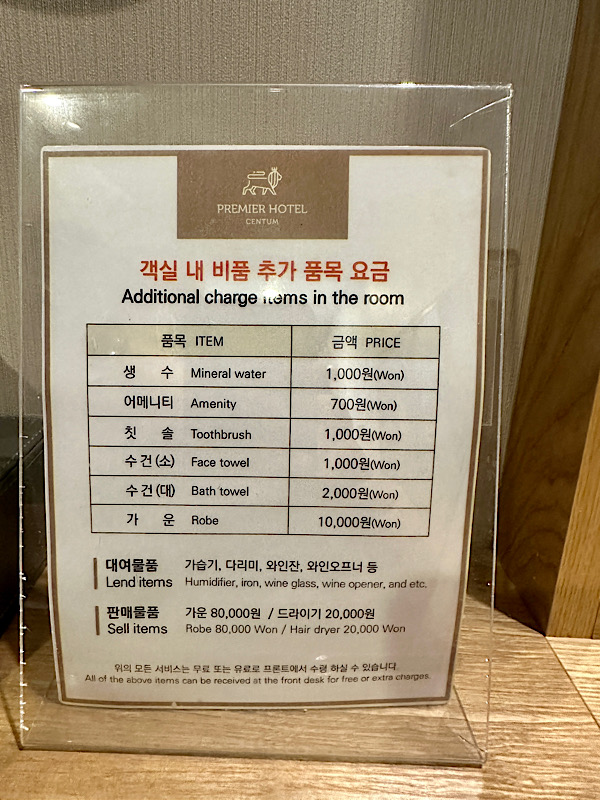 PREMIER HOTEL
CENTUM
객실 내 비품 추가 품목 요금
Additional charge items in the room
품목 ITEM 금액 PRICE
생 수 Mineral water 1,000원(Won)
어메니티 Amenity 700원(Won)
칫 솔 Toothbrush 1,000원(Won)
수건(소) Face towel 1,000원(Won)
수건(대) Bath towel 2,000원(Won)
가 운 Robe 10,000원(Won)
대여물품 가습기, 다리미, 와인잔, 와인오프너 등
Lend items Humidifier, iron, wine glass, wine opener, and etc.
판매물품 가운 80,000원 / 드라이기 20,000원
Sell items Robe 80,000 Won / Hair dryer 20,000 Won
위의 모든 서비스는 무료 또는 유료로 프론트에서 수령 하실 수 있습니다.
All of the above items can be received at the front desk for free or extra charges.